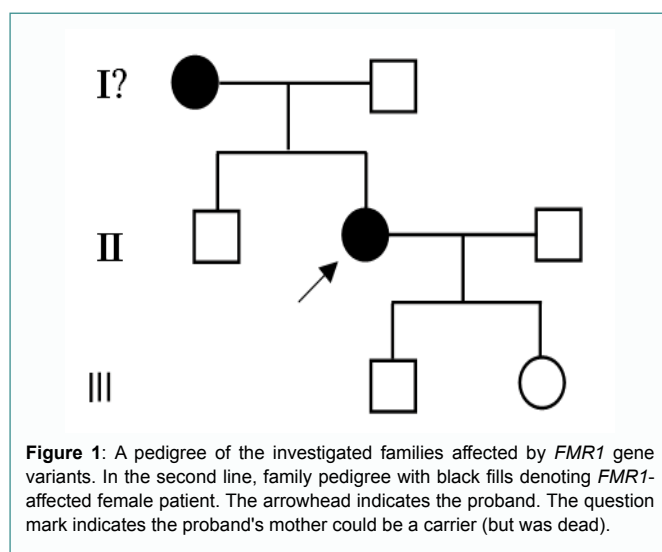 I?
II
III
Figure 1: A pedigree of the investigated families affected by FMR1 gene
variants. In the second line, family pedigree with black fills denoting FMR1-
affected female patient. The arrowhead indicates the proband. The question
mark indicates the proband's mother could be a carrier (but was dead).